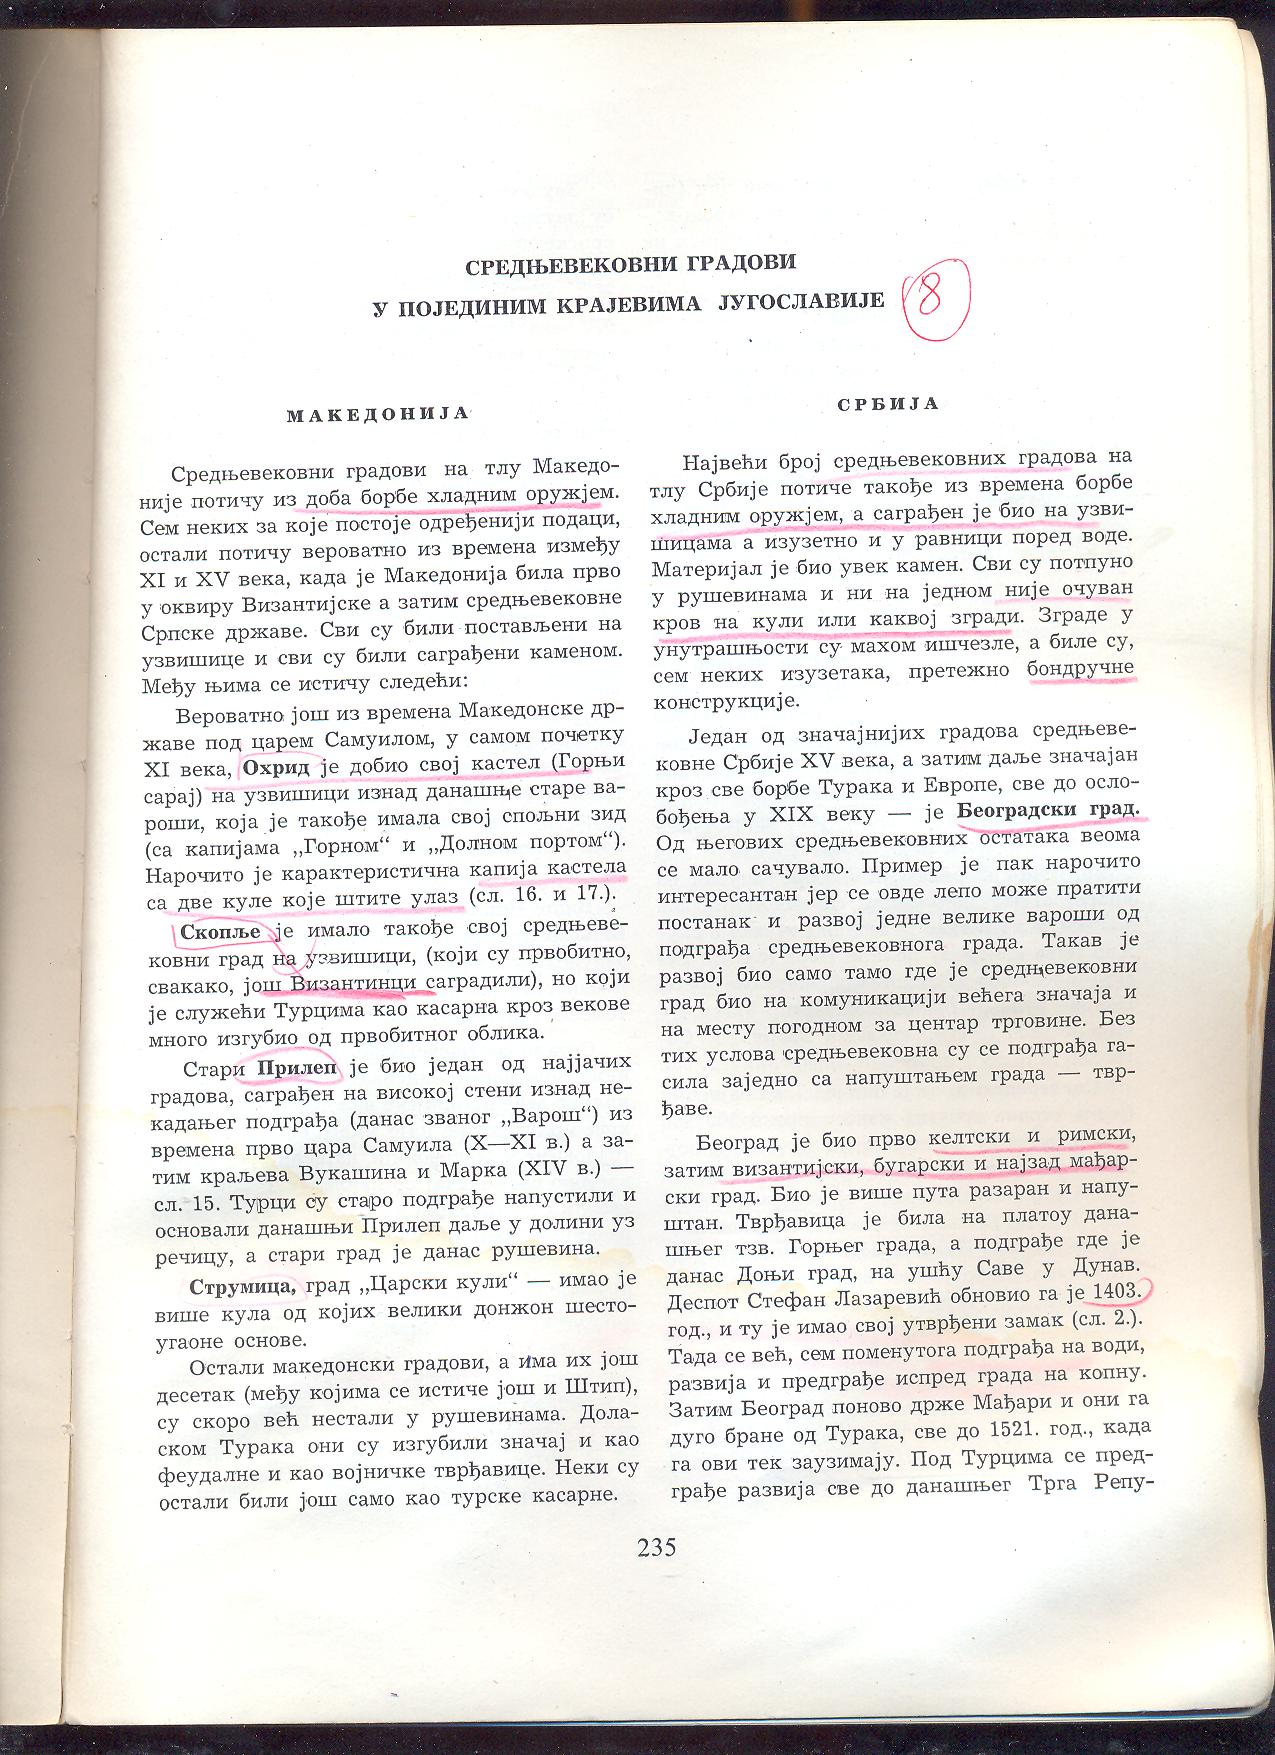 СРЕДЊЕВЕКОВНИ ГРАДОВИ
У ПОЈЕДИНИМ КРАЈЕВИМА ЈУГОСЛАВИЈЕ
8
МАКЕДОНИЈА
Средњевековни градови на тлу Македо-
није потичу из доба борбе хладним оружјем.
Сем неких за које постоје одређенији подаци,
остали потичу вероватно из времена између
XI и XV века, када је Македонија била прво
у оквиру Византијске а затим средњевековне
Српске државе. Сви су били постављени на
узвишице и сви су били саграђени каменом.
Међу њима се истичу следећи:
Вероватно још из времена Македонске др-
жаве под царем Самуилом, у самом почетку
XI века, Охрид је добио свој кастел (Горњи
сарај) на узвишици изнад данашње старе ва-
роши, која је такође имала свој спољни зид
(са капијама „Горном“ и „Долном портом“).
Нарочито је карактеристична капија кастела
са две куле које штите улаз (сл. 16. и 17.).
Скопље је имало такође свој средњеве-
ковни град на узвишици, (који су првобитно,
свакако, још Византинци саградили), но који
је служећи Турцима као касарна кроз векове
много изгубио од првобитног облика.
Стари Прилеп је био један од најјачих
градова, саграђен на високој стени изнад не-
кадањег подграђа (данас званог „Варош“) из
времена прво цара Самуила (X—XI в.) а за-
тим краљева Вукашина и Марка (XIV в.) —
сл. 15. Турци су старо подграђе напустили и
основали данашњи Прилеп даље у долини уз
речицу, а стари град је данас рушевина.
Струмица, град „Царски кули“ — имао је
више кула од којих велики донжон шесто-
угаоне основе.
Остали македонски градови, а има их још
десетак (међу којима се истиче још и Штип),
су скоро већ нестали у рушевинама. Дола-
ском Турака они су изгубили значај и као
феудалне и као војничке тврђавице. Неки су
остали били још само као турске касарне.
СРБИЈА
Највећи број средњевековних градова на
тлу Србије потиче такође из времена борбе
хладним оружјем, а саграђен је био на узви-
шицама а изузетно и у равници поред воде.
Материјал је био увек камен. Сви су потпуно
у рушевинама и ни на једном није очуван
кров на кули или каквој згради. Зграде у
унутрашњости су махом ишчезле, а биле су,
сем неких изузетака, претежно бондручне
конструкције.
Један од значајнијих градова средњеве-
ковне Србије XV века, а затим даље значајан
кроз све борбе Турака и Европе, све до осло-
бођења у XIX веку — је Београдски град.
Од његових средњевековних остатака веома
се мало сачувало. Пример је пак нарочито
интересантан јер се овде лепо може пратити
постанак и развој једне велике вароши од
подграђа средњевековнога града. Такав је
развој био само тамо где је средњевековни
град био на комуникацији већега значаја и
на месту погодном за центар трговине. Без
тих услова средњевековна су се подграђа га-
сила заједно са напуштањем града — твр-
ђаве.
Београд је био прво келтски и римски,
затим византијски, бугарски и најзад мађар-
ски град. Био је више пута разаран и напу-
штан. Тврђавица је била на платоу дана-
шњег тзв. Горњег града, а подграђе где је
данас Доњи град, на ушћу Саве у Дунав.
Деспот Стефан Лазаревић обновио га је 1403.
год., и ту је имао свој утврђени замак (сл. 2.).
Тада се већ, сем поменутога подграђа на води,
развија и предграђе испред града на копну.
Затим Београд поново држе Мађари и они га
дуго бране од Турака, све до 1521. год., када
га ови тек заузимају. Под Турцима се пред-
грађе развија све до данашњег Трга Репу-
235